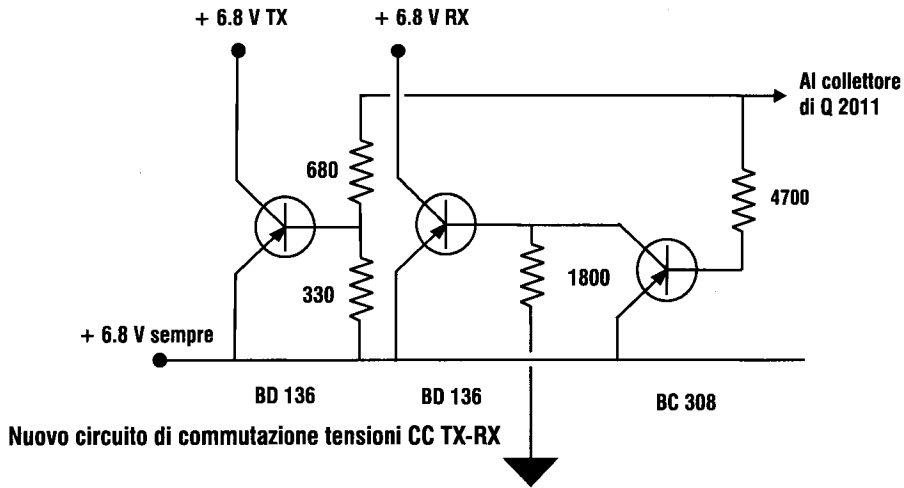 + 6.8 V TX
+ 6.8 V RX
Al collettore
di Q 2011
680
4700
330
1800
+ 6.8 V sempre
BD 136
BD 136
BC 308
Nuovo circuito di commutazione tensioni CC TX-RX